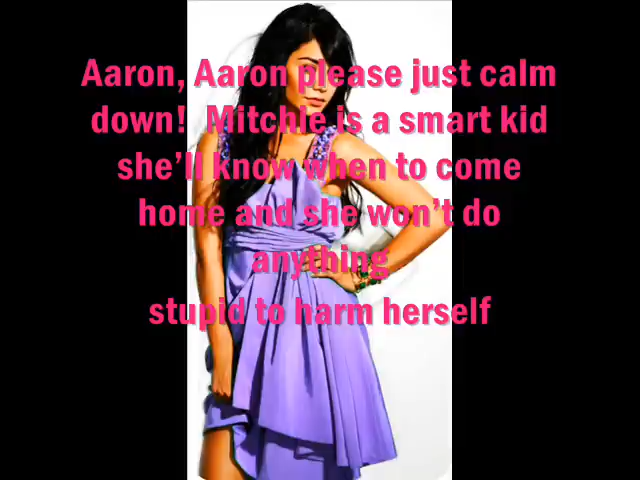 Aaron, Aaron please just calm
down!  Mitchie is a smart kid
she’ll know when to come
home and she won’t do
anything
stupid to harm herself